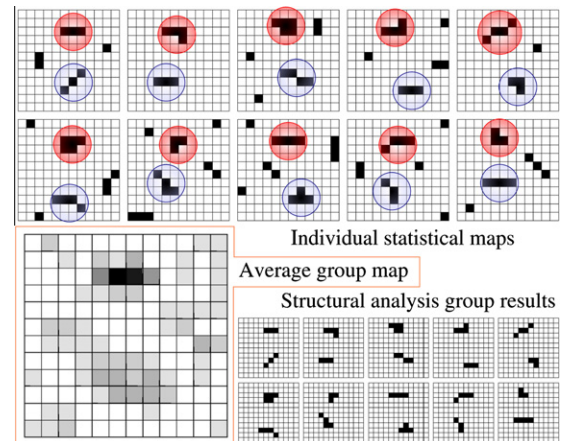 Individual statistical maps
Average group map
Structural analysis group results